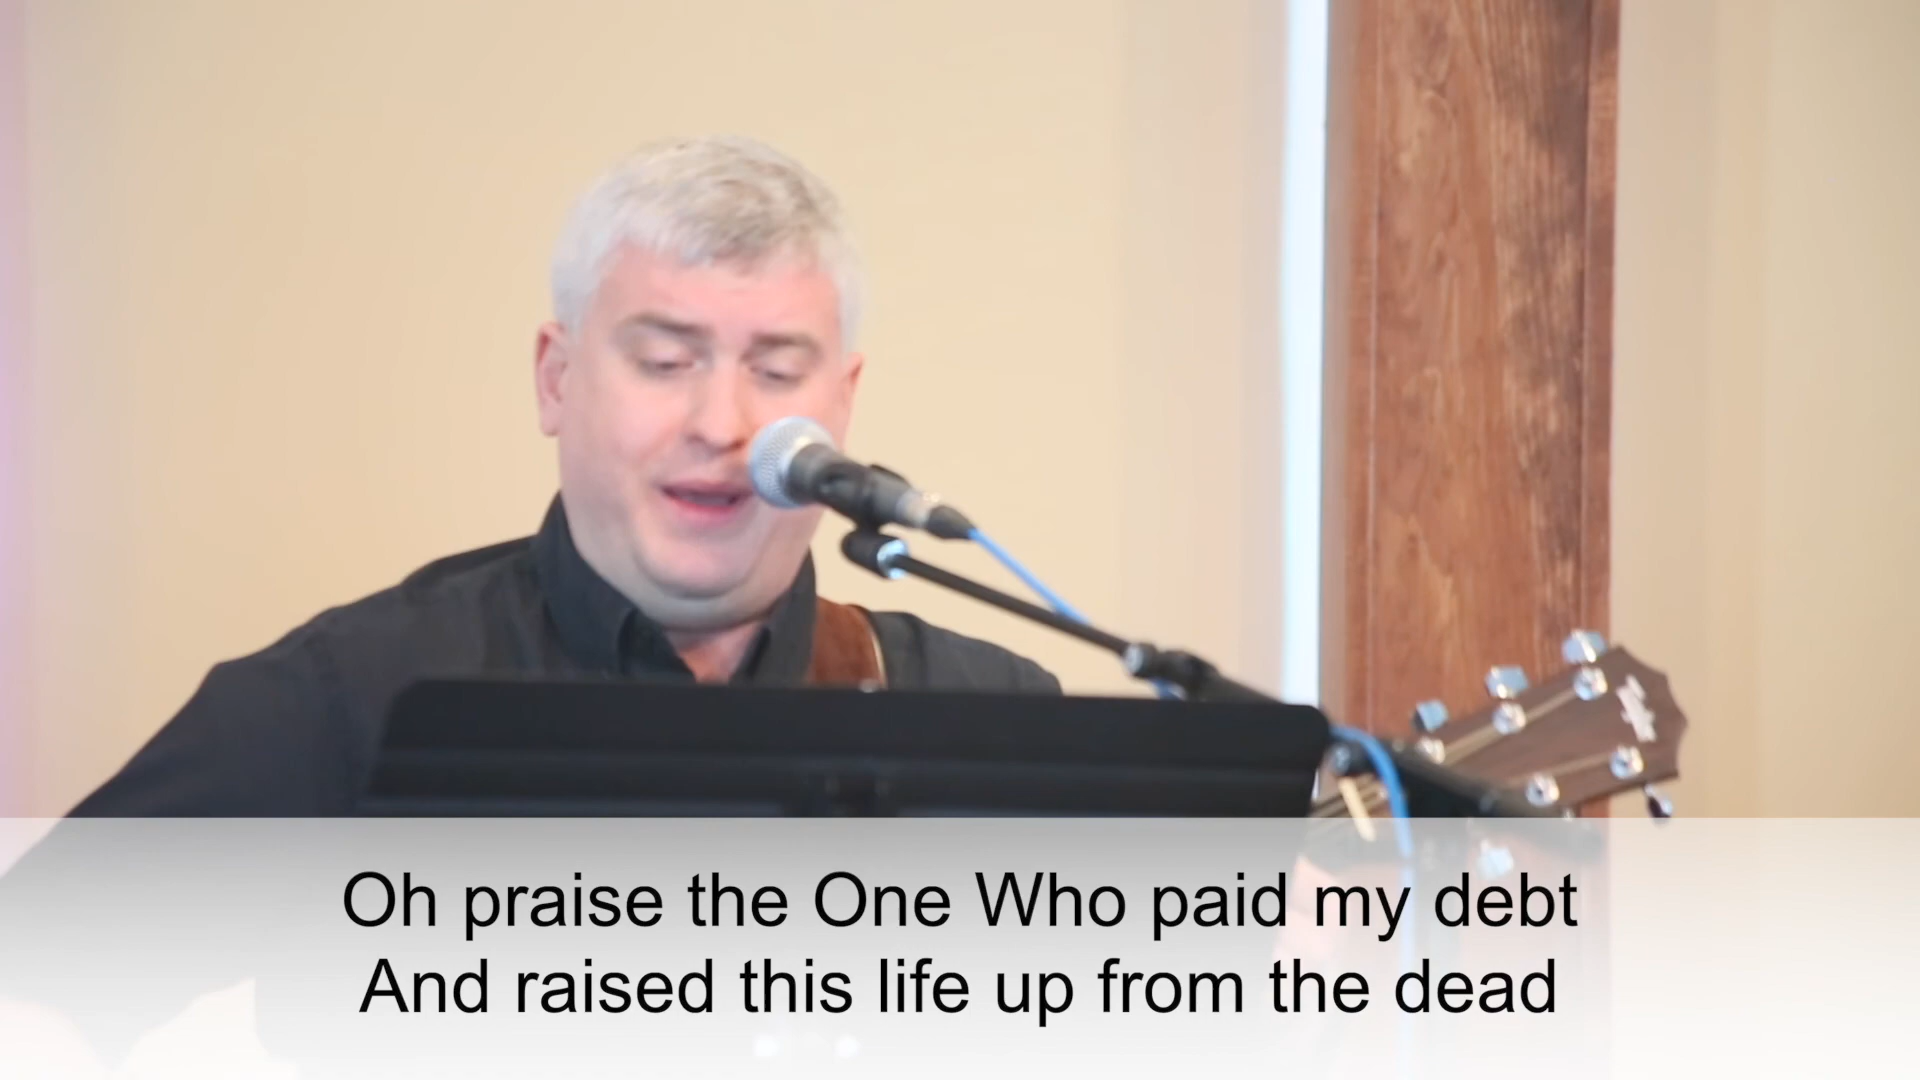 Oh praise the One Who paid my debt
And raised this life up from the dead